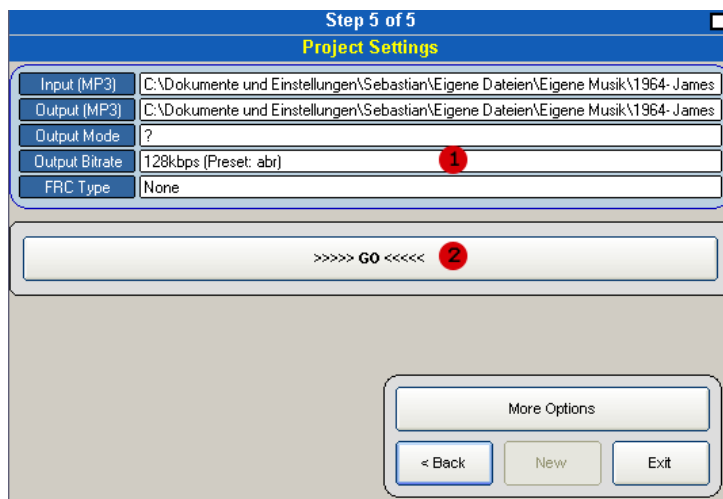 Step 5 of 5
Project Settings
Input (MP3) C:\Dokumente und Einstellungen\Sebastian\Eigene Dateien\Eigene Musik\1964- James
Output (MP3) C:\Dokumente und Einstellungen\Sebastian\Eigene Dateien\Eigene Musik\1964- James
Output Mode ?
Output Bitrate 128kbps (Preset: abr) 1
FRC Type None
>>>>> GO <<<<< 2
More Options
< Back New Exit